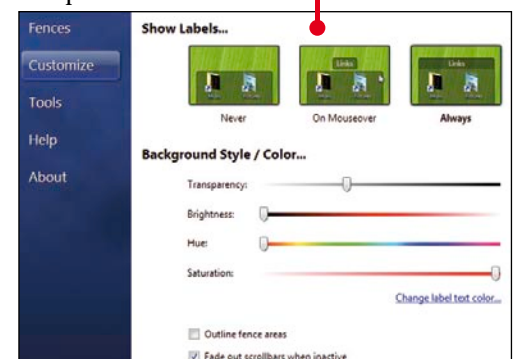 Fences
Show Labels...
Customize
Links
Links
Tools
Never
On Mouseover
Always
Help
Background Style / Color...
About
Transparency:
Brightness:
Hue:
Saturation:
Change label text color...
Outline fence areas
Fade out scrollbars when inactive